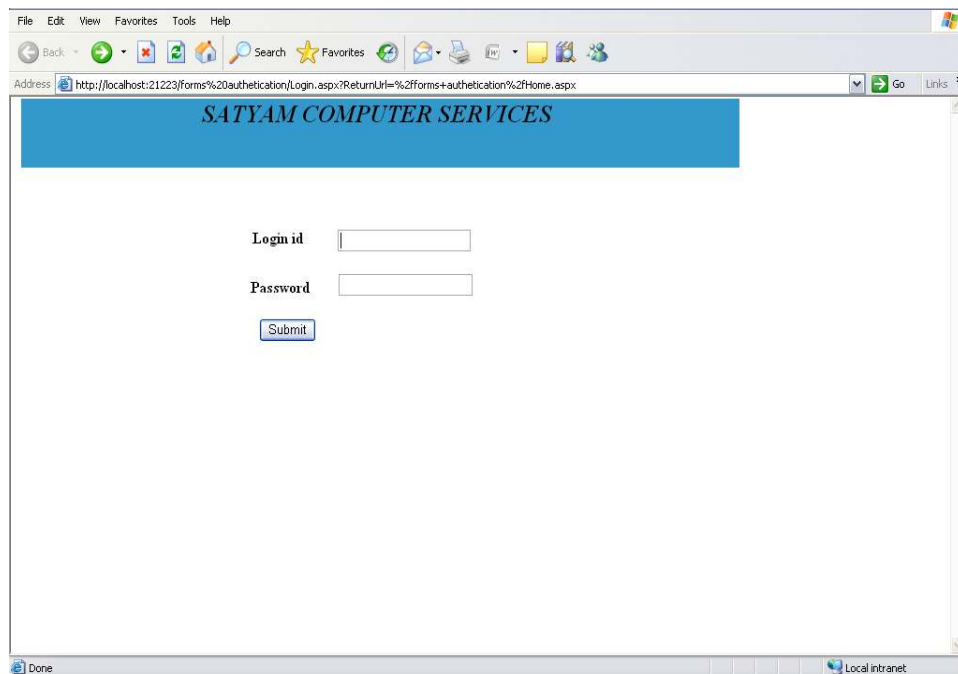 File Edit View Favorites Tools Help
Back Search Favorites
Address http://localhost:21223/forms%20authetication/Login.aspx?ReturnUrl=%2fforms+authetication%2fHome.aspx Go Links
SATYAM COMPUTER SERVICES
Login id
Password
Submit
Done Local intranet